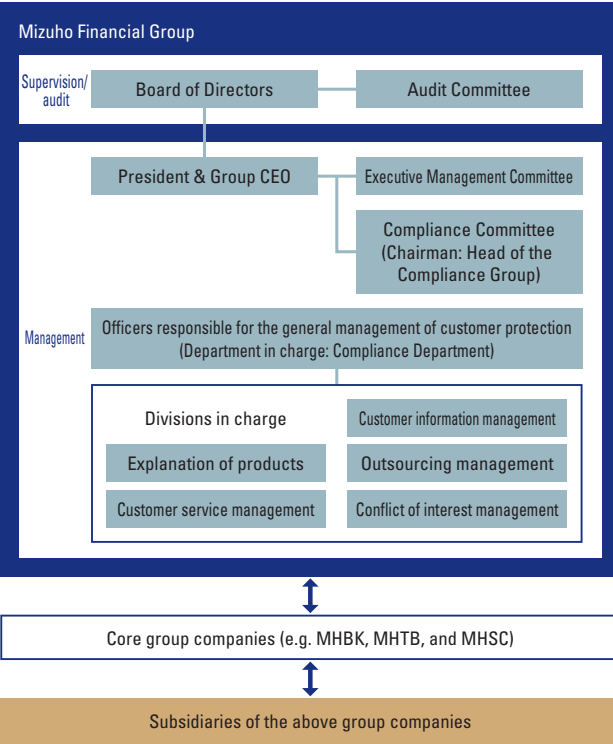 Mizuho Financial Group
Supervision/
audit
Board of Directors
Audit Committee
President & Group CEO
Executive Management Committee
Compliance Committee
(Chairman: Head of the
Compliance Group)
Management
Officers responsible for the general management of customer protection
(Department in charge: Compliance Department)
Divisions in charge
Customer information management
Explanation of products
Outsourcing management
Customer service management
Conflict of interest management
Core group companies (e.g. MHBK, MHTB, and MHSC)
Subsidiaries of the above group companies